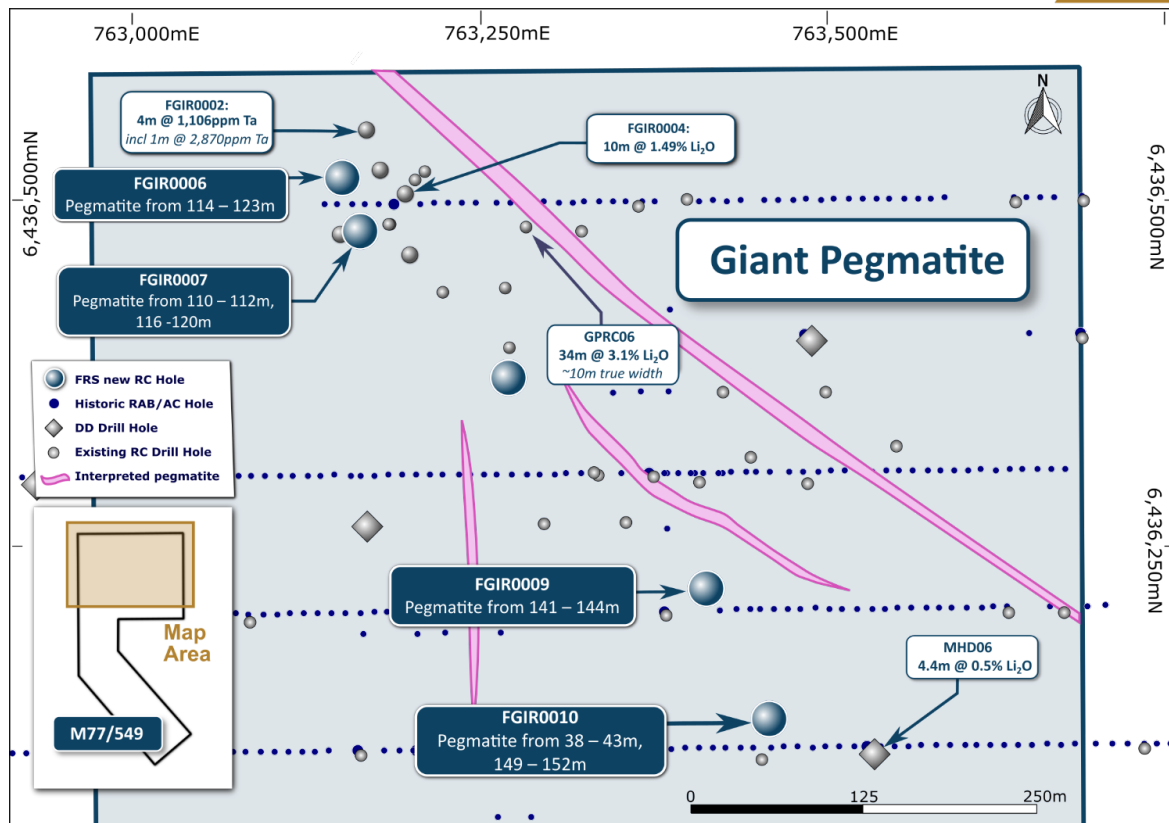 763,000mE
763,250mE
763,500mE
N
6,436,500mN
6,436,500mN
6,436,250mN
FGIR0002:
4m @ 1,106ppm Ta
incl 1m @ 2,870ppm Ta
FGIR0004:
10m @ 1.49% Li₂O
FGIR0006
Pegmatite from 114 – 123m
FGIR0007
Pegmatite from 110 – 112m,
116 -120m
Giant Pegmatite
GPRC06
34m @ 3.1% Li₂O
~10m true width
FRS new RC Hole
Historic RAB/AC Hole
DD Drill Hole
Existing RC Drill Hole
Interpreted pegmatite
Map
Area
M77/549
FGIR0009
Pegmatite from 141 – 144m
MHD06
4.4m @ 0.5% Li₂O
FGIR0010
Pegmatite from 38 – 43m,
149 – 152m
0
125
250m